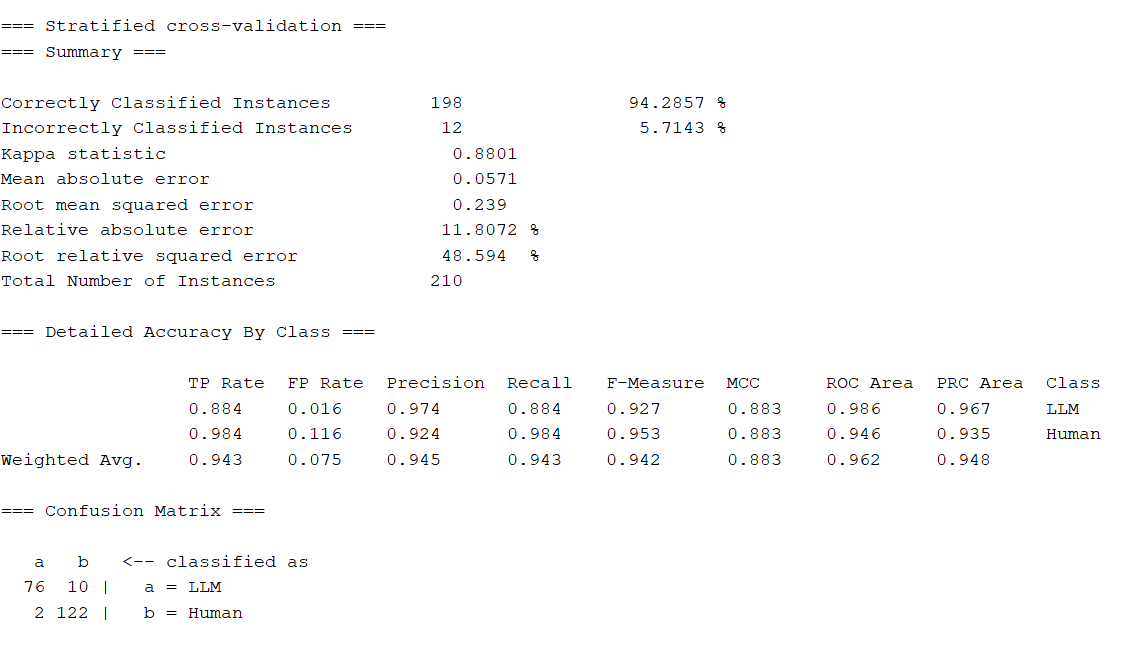 === Stratified cross-validation ===
=== Summary ===
Correctly Classified Instances 198 94.2857 %
Incorrectly Classified Instances 12 5.7143 %
Kappa statistic 0.8801
Mean absolute error 0.0571
Root mean squared error 0.239
Relative absolute error 11.8072 %
Root relative squared error 48.594 %
Total Number of Instances 210
=== Detailed Accuracy By Class ===
TP Rate FP Rate Precision Recall F-Measure MCC ROC Area PRC Area Class
0.884 0.016 0.974 0.884 0.927 0.883 0.986 0.967 LLM
0.984 0.116 0.924 0.984 0.953 0.883 0.946 0.935 Human
Weighted Avg. 0.943 0.075 0.945 0.943 0.942 0.883 0.962 0.948
=== Confusion Matrix ===
a b <-- classified as
76 10 | a = LLM
2 122 | b = Human